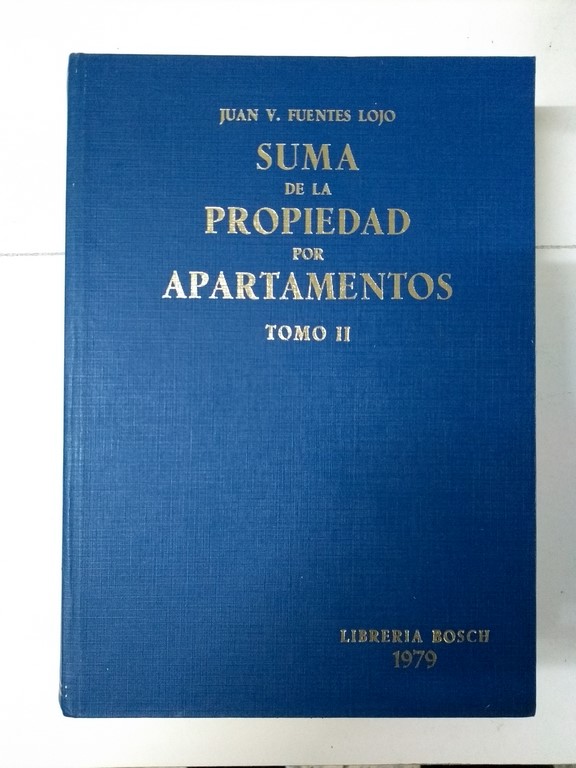 JUAN V. FUENTES LOJO
SUMA
DE LA
PROPIEDAD
POR
APARTAMENTOS
TOMO II
LIBRERIA BOSCH
1979